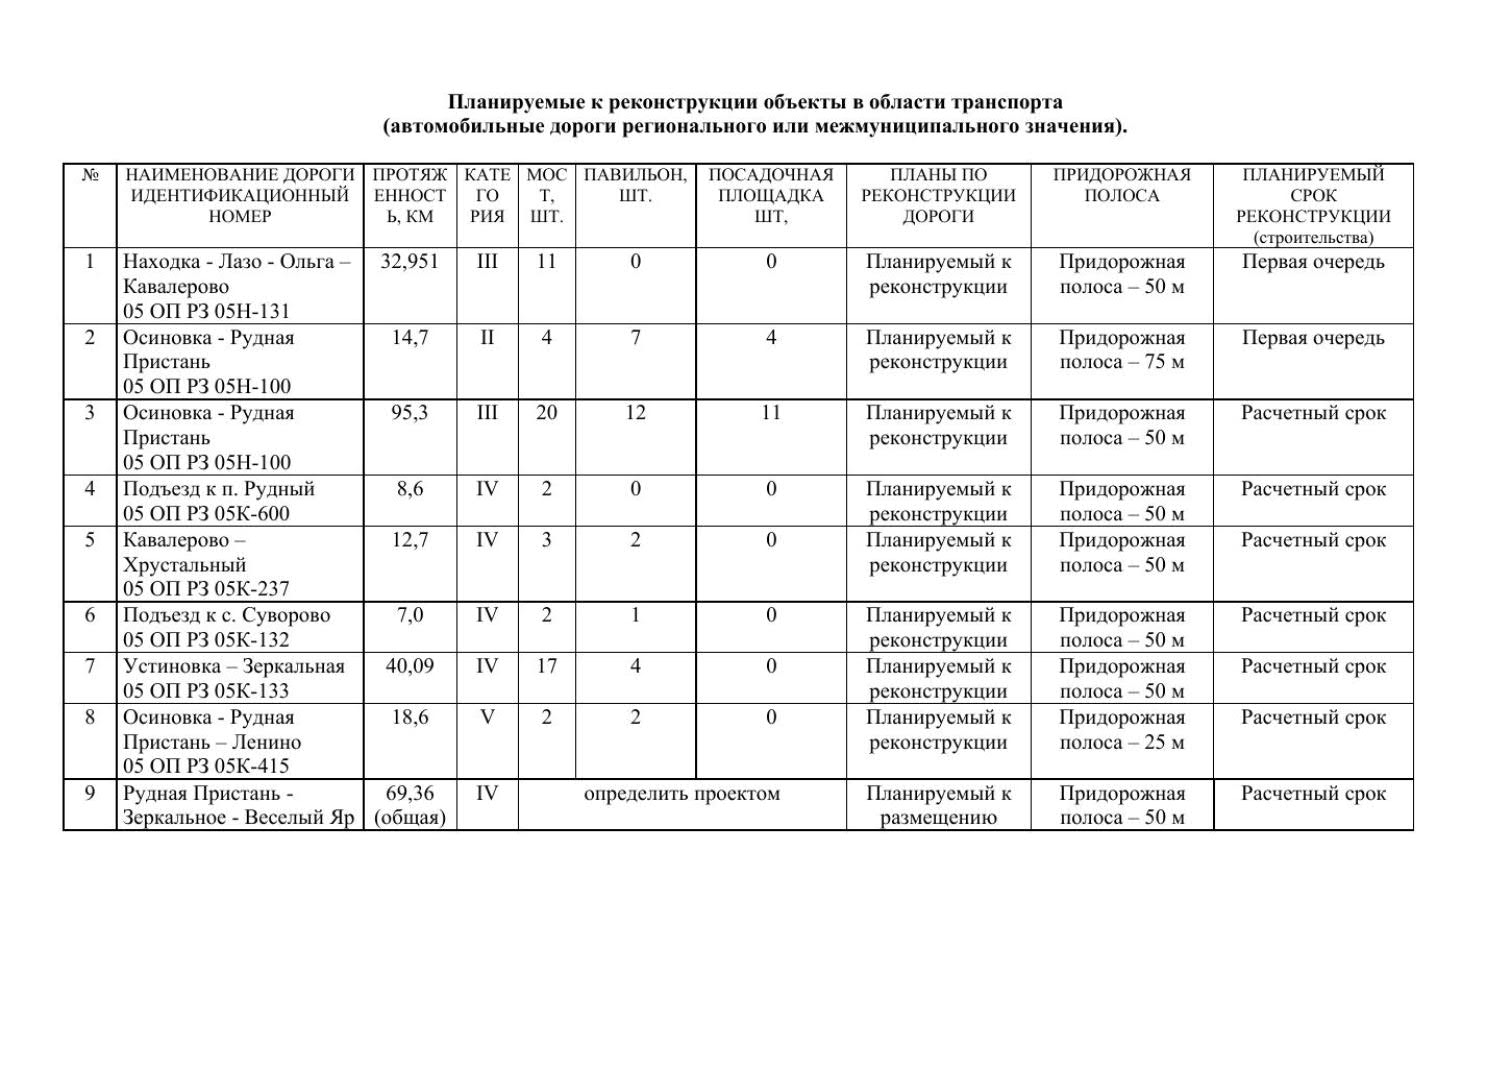 Планируемые к реконструкции объекты в области транспорта
(автомобильные дороги регионального или межмуниципального значения).
№
НАИМЕНОВАНИЕ ДОРОГИ
ИДЕНТИФИКАЦИОННЫЙ
НОМЕР
ПРОТЯЖ
ЕННОСТ
Ь, КМ
КАТЕ
ГО
РИЯ
МОС
Т,
ШТ.
ПАВИЛЬОН,
ШТ.
ПОСАДОЧНАЯ
ПЛОЩАДКА
ШТ,
ПЛАНЫ ПО
РЕКОНСТРУКЦИИ
ДОРОГИ
ПРИДОРОЖНАЯ
ПОЛОСА
ПЛАНИРУЕМЫЙ
СРОК
РЕКОНСТРУКЦИИ
(строительства)
1
Находка - Лазо - Ольга –
Кавалерово
05 ОП РЗ 05Н-131
32,951
III
11
0
0
Планируемый к
реконструкции
Придорожная
полоса – 50 м
Первая очередь
2
Осиновка - Рудная
Пристань
05 ОП РЗ 05Н-100
14,7
II
4
7
4
Планируемый к
реконструкции
Придорожная
полоса – 75 м
Первая очередь
3
Осиновка - Рудная
Пристань
05 ОП РЗ 05Н-100
95,3
III
20
12
11
Планируемый к
реконструкции
Придорожная
полоса – 50 м
Расчетный срок
4
Подъезд к п. Рудный
05 ОП РЗ 05К-600
8,6
IV
2
0
0
Планируемый к
реконструкции
Придорожная
полоса – 50 м
Расчетный срок
5
Кавалерово –
Хрустальный
05 ОП РЗ 05К-237
12,7
IV
3
2
0
Планируемый к
реконструкции
Придорожная
полоса – 50 м
Расчетный срок
6
Подъезд к с. Суворово
05 ОП РЗ 05К-132
7,0
IV
2
1
0
Планируемый к
реконструкции
Придорожная
полоса – 50 м
Расчетный срок
7
Устиновка – Зеркальная
05 ОП РЗ 05К-133
40,09
IV
17
4
0
Планируемый к
реконструкции
Придорожная
полоса – 50 м
Расчетный срок
8
Осиновка - Рудная
Пристань – Ленино
05 ОП РЗ 05К-415
18,6
V
2
2
0
Планируемый к
реконструкции
Придорожная
полоса – 25 м
Расчетный срок
9
Рудная Пристань -
Зеркальное - Веселый Яр
69,36
(общая)
IV
определить проектом
Планируемый к
размещению
Придорожная
полоса – 50 м
Расчетный срок